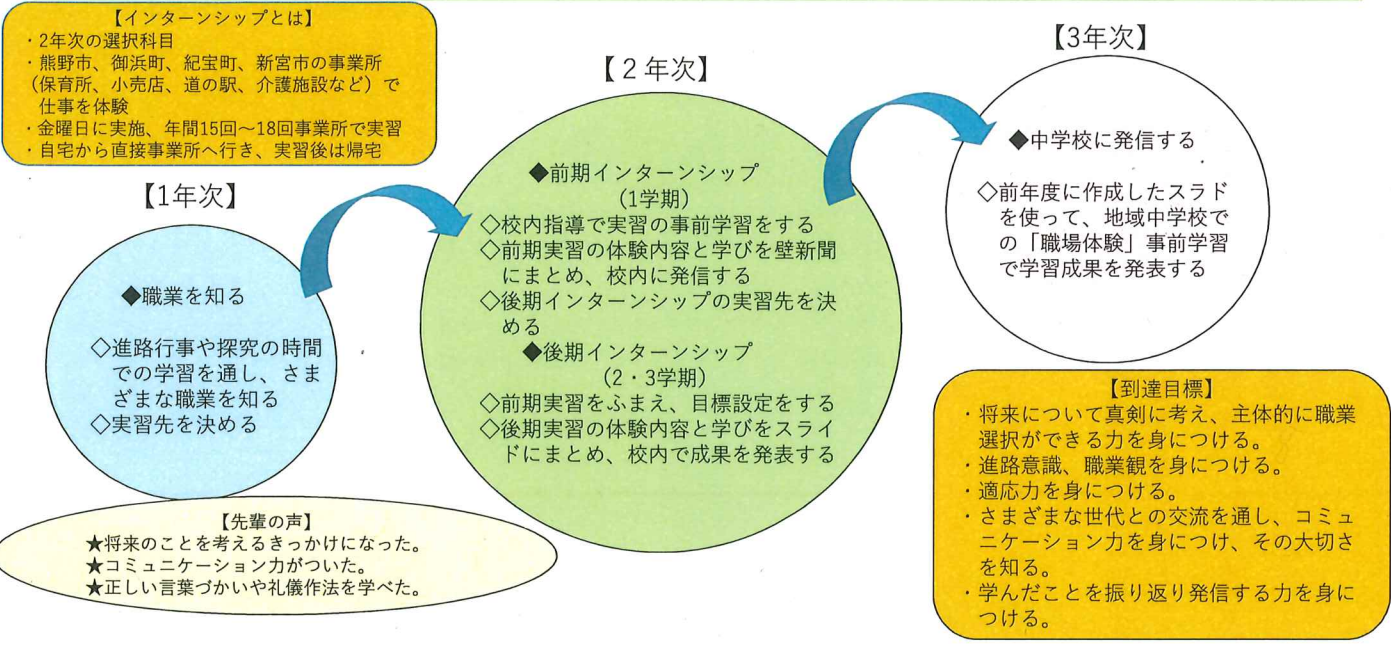 【インターンシップとは】
・2年次の選択科目
・熊野市、御浜町、紀宝町、新宮市の事業所
（保育所、小売店、道の駅、介護施設など）で
仕事を体験
・金曜日に実施、年間15回～18回事業所で実習
・自宅から直接事業所へ行き、実習後は帰宅
【1年次】
◆職業を知る
◇進路行事や探究の時間
での学習を通し、さま
ざまな職業を知る
◇実習先を決める
【先輩の声】
★将来のことを考えるきっかけになった。
★コミュニケーション力がついた。
★正しい言葉づかいや礼儀作法を学べた。
【２年次】
◆前期インターンシップ
（1学期）
◇校内指導で実習の事前学習をする
◇前期実習の体験内容と学びを壁新聞
にまとめ、校内に発信する
◇後期インターンシップの実習先を決
める
◆後期インターンシップ
（2・3学期）
◇前期実習をふまえ、目標設定をする
◇後期実習の体験内容と学びをスライ
ドにまとめ、校内で成果を発表する
【3年次】
◆中学校に発信する
◇前年度に作成したスラド
を使って、地域中学校で
の「職場体験」事前学習
で学習成果を発表する
【到達目標】
・将来について真剣に考え、主体的に職業
選択ができる力を身につける。
・進路意識、職業観を身につける。
・適応力を身につける。
・さまざまな世代との交流を通し、コミュ
ニケーション力を身につけ、その大切さ
を知る。
・学んだことを振り返り発信する力を身に
つける。